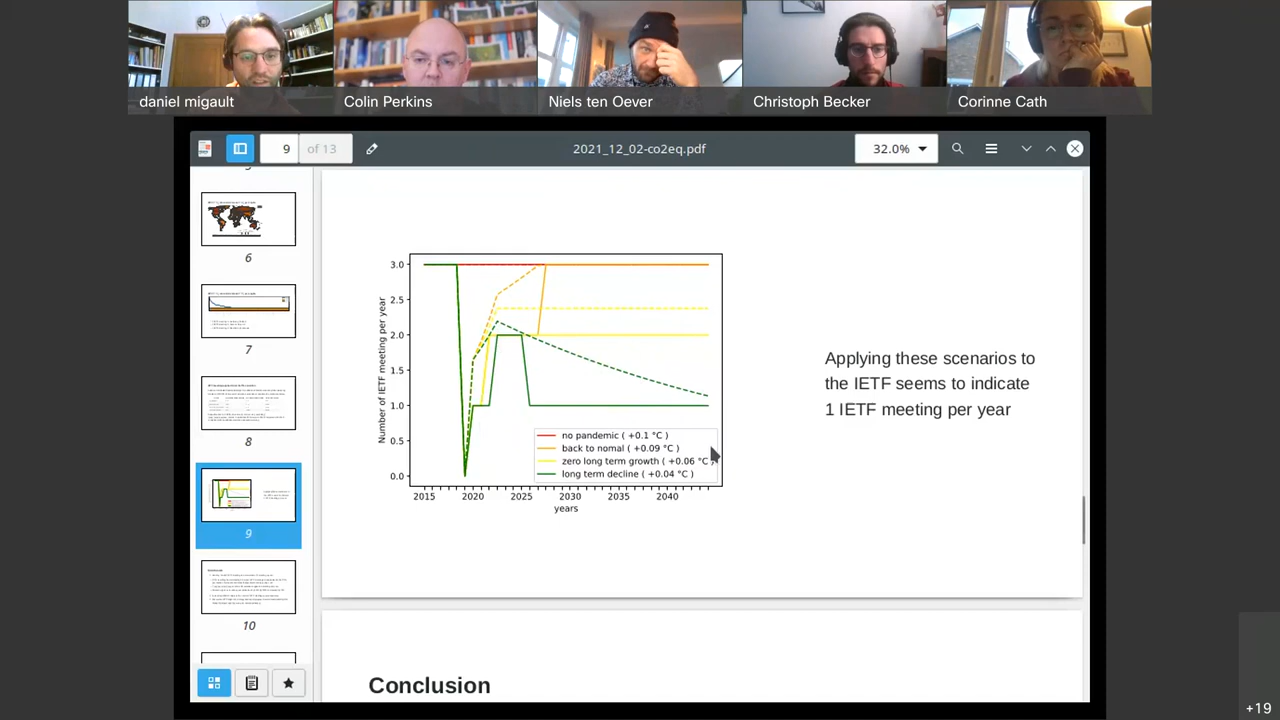 daniel migault
Colin Perkins
Niels ten Oever
Christoph Becker
Corinne Cath
9 of 13
2021_12_02-co2eq.pdf
32.0%
6
7
8
9
10
Number of IETF meeting per year
3.0
2.5
2.0
1.5
1.0
0.5
0.0
no pandemic ( +0.1 °C )
back to nomal ( +0.09 °C )
zero long term growth ( +0.06 °C )
long term decline ( +0.04 °C )
2015 2020 2025 2030 2035 2040
years
Applying these scenarios to
the IETF seems to indicate
1 IETF meeting per year
Conclusion
+19